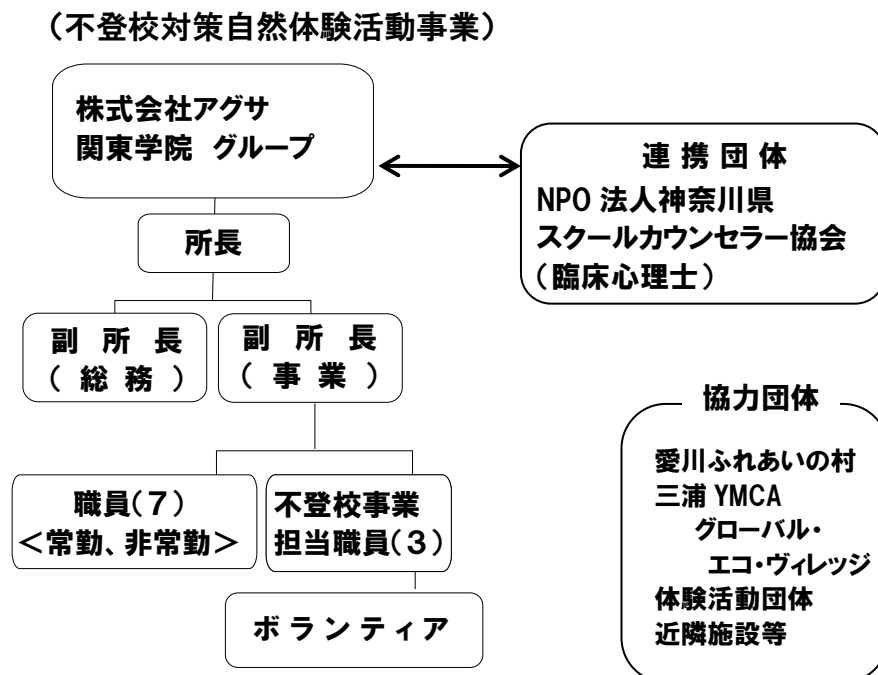 （不登校対策自然体験活動事業）
株式会社アグサ
関東学院 グループ
連 携 団 体
NPO 法人神奈川県
スクールカウンセラー協会
（臨床心理士）
所長
副 所 長
（ 総 務 ）
副 所 長
（ 事 業 ）
協力団体
愛川ふれあいの村
三浦 YMCA
グローバル・
エコ・ヴィレッジ
体験活動団体
近隣施設等
職員（７）
＜常勤、非常勤＞
不登校事業
担当職員（３）
ボ ラ ン テ ィ ア